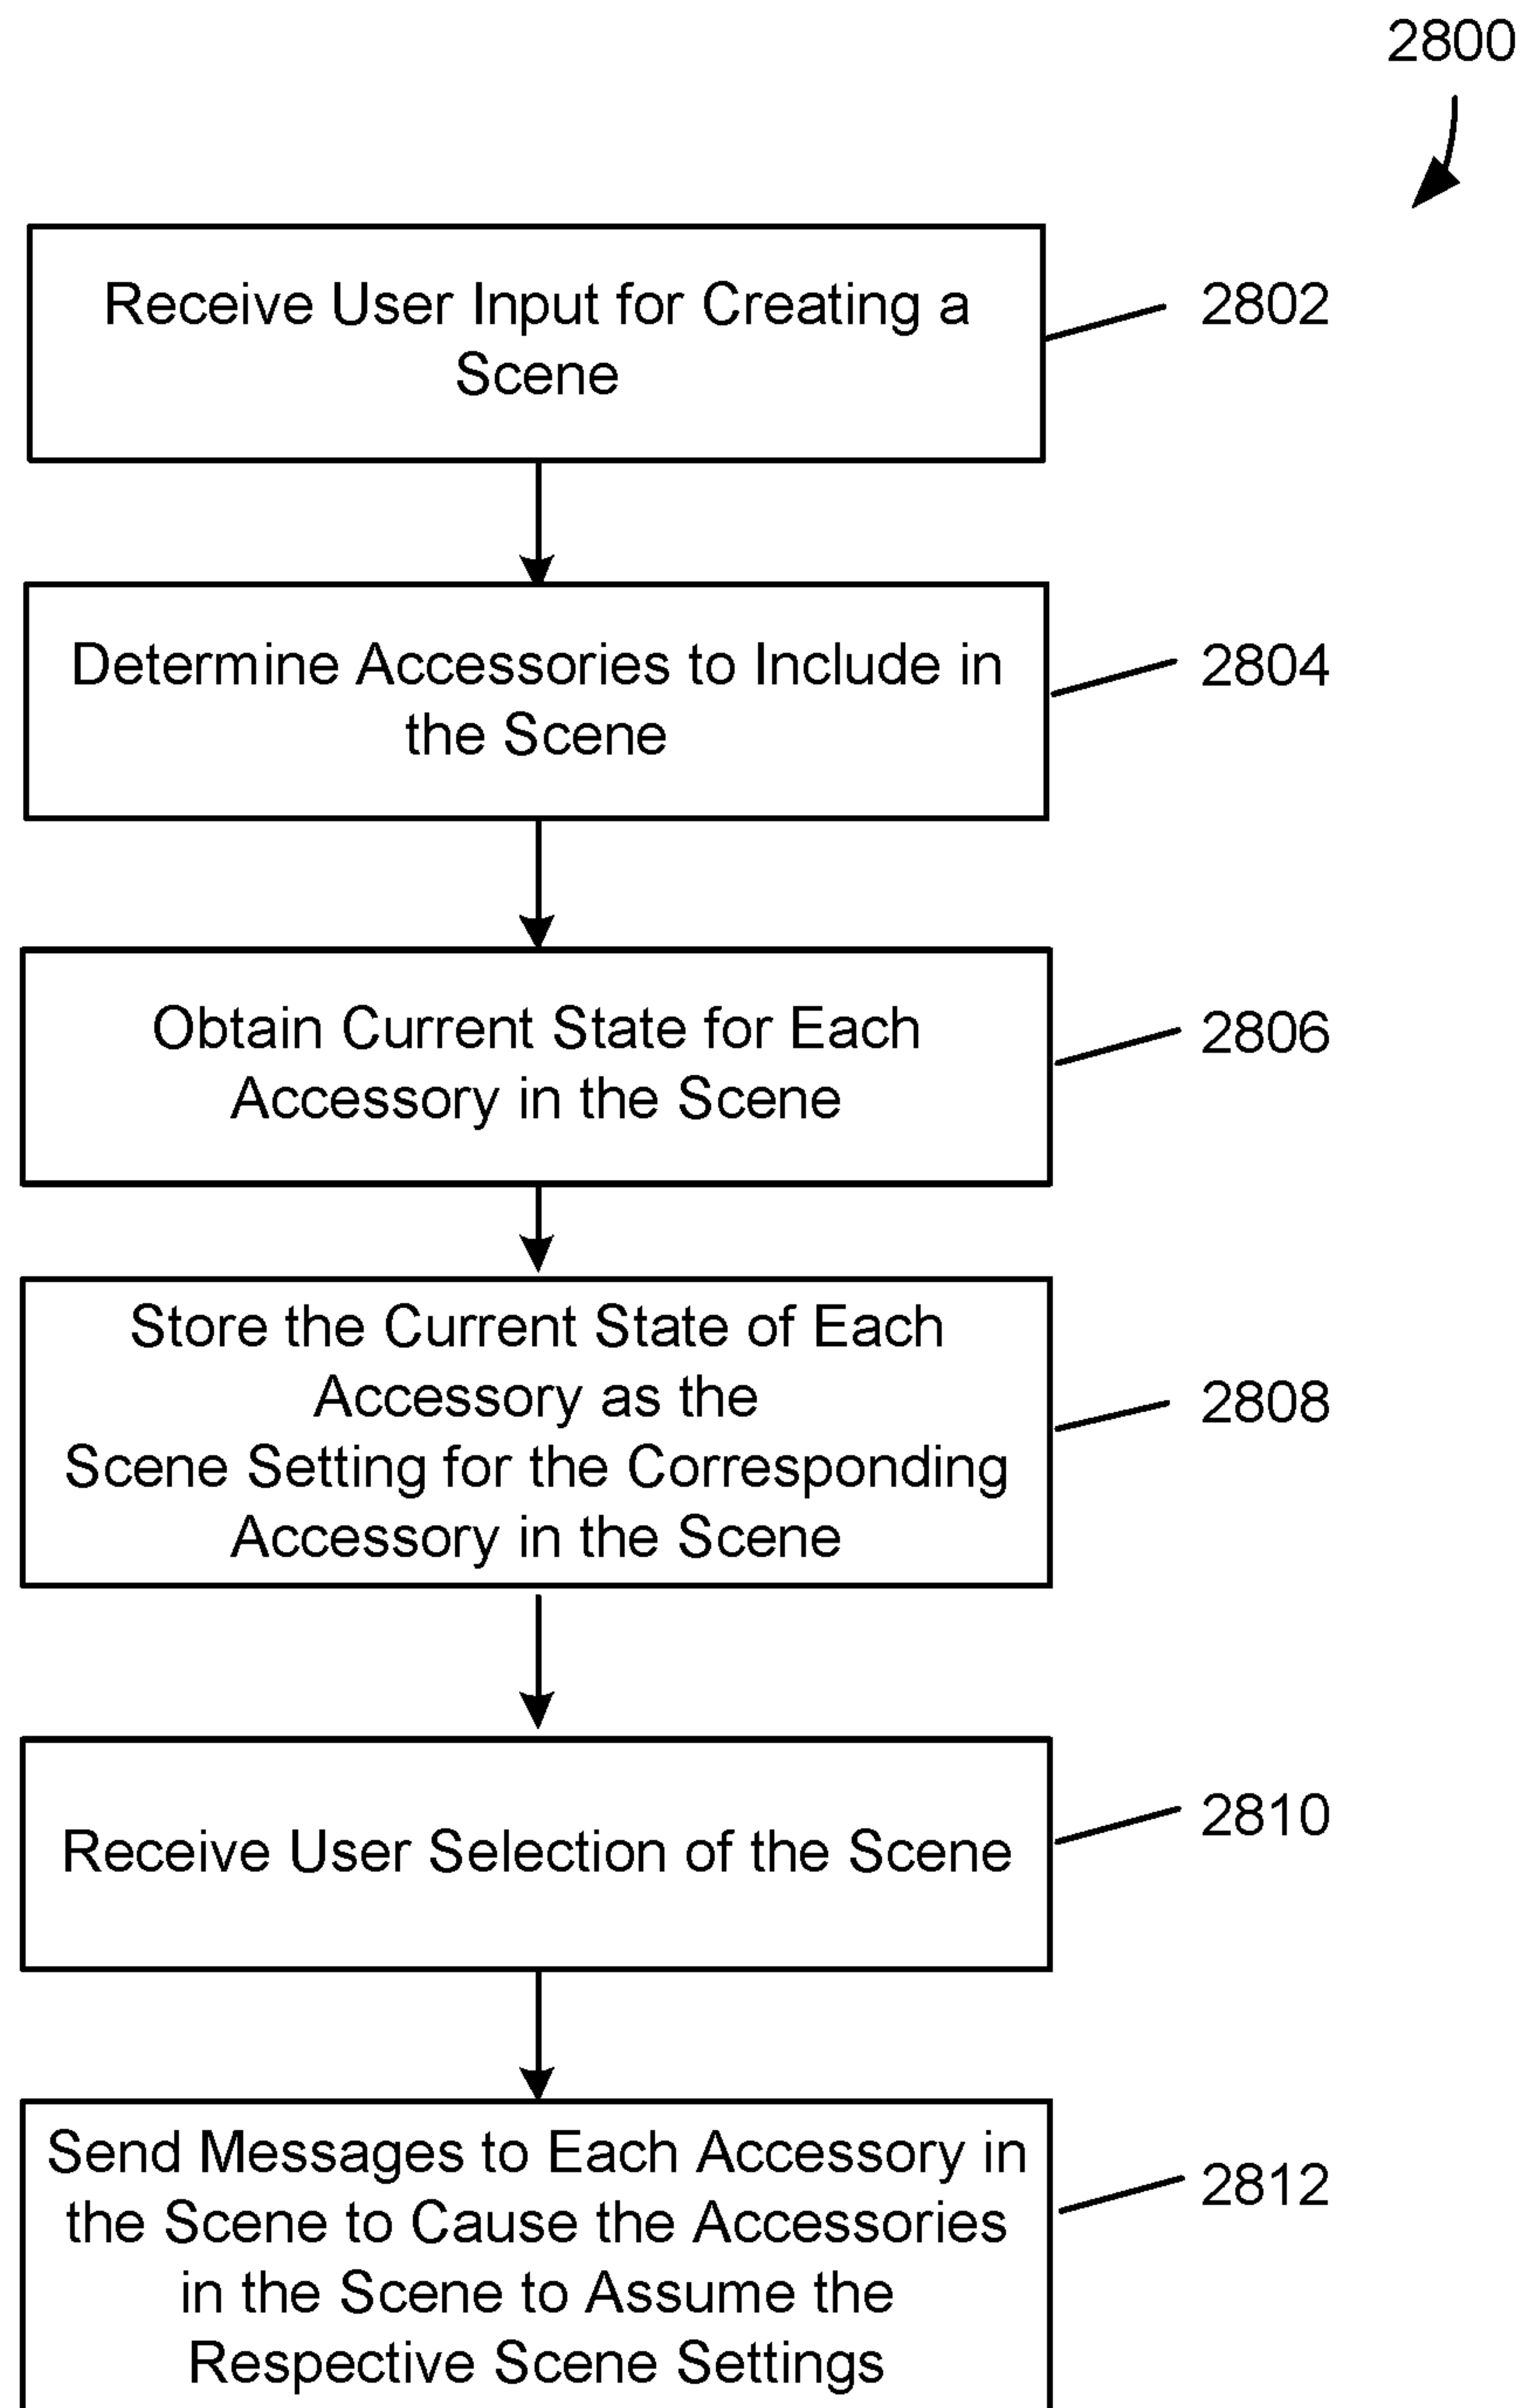 2800
Receive User Input for Creating a
Scene
2802
Determine Accessories to Include in
the Scene
2804
Obtain Current State for Each
Accessory in the Scene
2806
Store the Current State of Each
Accessory as the
Scene Setting for the Corresponding
Accessory in the Scene
2808
Receive User Selection of the Scene
2810
Send Messages to Each Accessory in
the Scene to Cause the Accessories
in the Scene to Assume the
Respective Scene Settings
2812